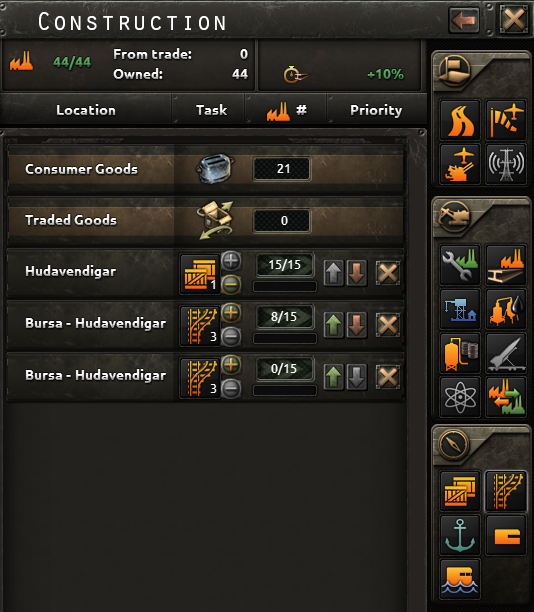 Construction
44/44
From trade: 0
Owned: 44
+10%
Location Task # Priority
Consumer Goods 21
Traded Goods 0
Hudavendigar 1 15/15
Bursa - Hudavendigar 3 8/15
Bursa - Hudavendigar 3 0/15